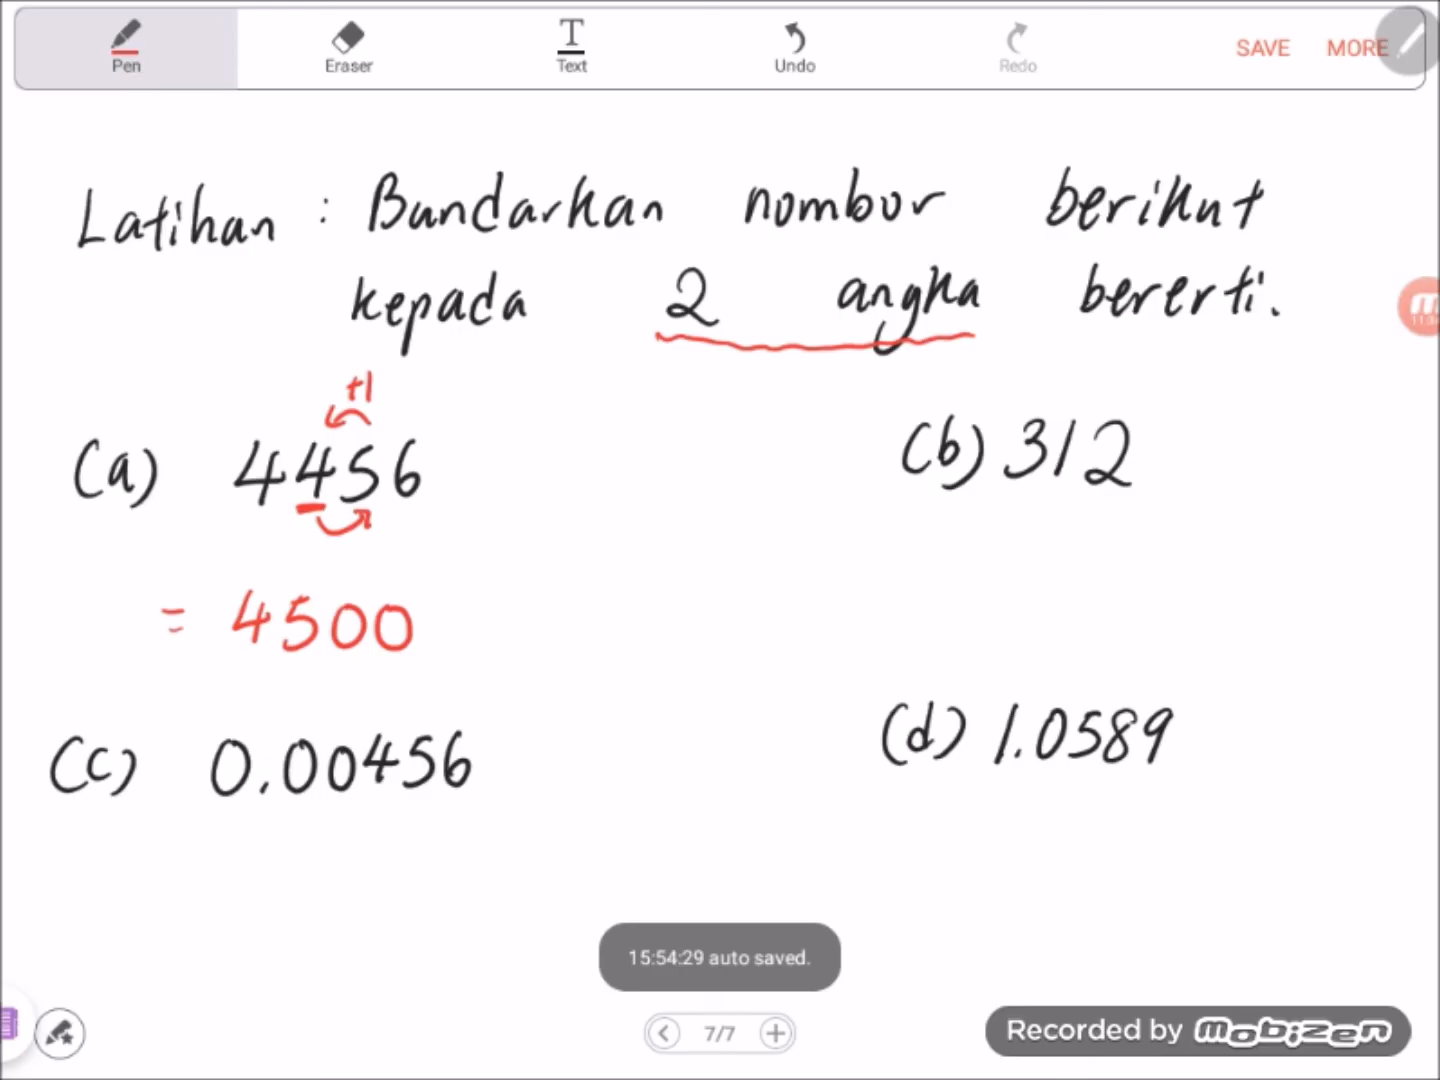 Pen Eraser Text Undo Redo SAVE MORE
Latihan : Bundarkan nombor berikut
kepada 2 angka bererti.
+1
(a) 4456
(b) 312
= 4500
(c) 0.00456
(d) 1.0589
15:54:29 auto saved.
7/7
Recorded by mobizen